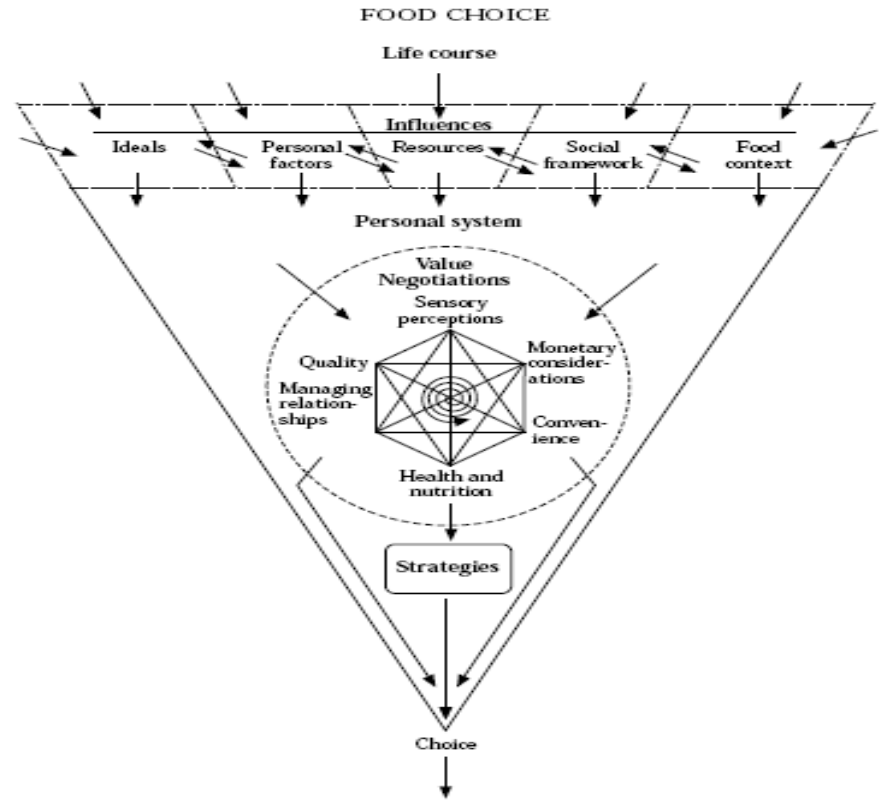 FOOD CHOICE
Life course
Influences
Ideals
Personal
factors
Resources
Social
framework
Food
context
Personal system
Value
Negotiations
Sensory
perceptions
Quality
Monetary
consider-
ations
Managing
relation-
ships
Conven-
ience
Health and
nutrition
Strategies
Choice